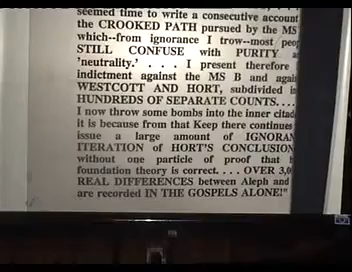 seemed time to write a consecutive account
the CROOKED PATH pursued by the MS
which--from ignorance I trow--most peo
STILL CONFUSE with PURITY a
'neutrality.' . . . I present therefore
indictment against the MS B and agai
WESTCOTT AND HORT, subdivided i
HUNDREDS OF SEPARATE COUNTS. . . .
I now throw some bombs into the inner citad
it is because from that Keep there continues
issue a large amount of IGNORAN
ITERATION of HORT'S CONCLUSION
without one particle of proof that h
foundation theory is correct. . . . OVER 3,0
REAL DIFFERENCES between Aleph and
are recorded IN THE GOSPELS ALONE!"